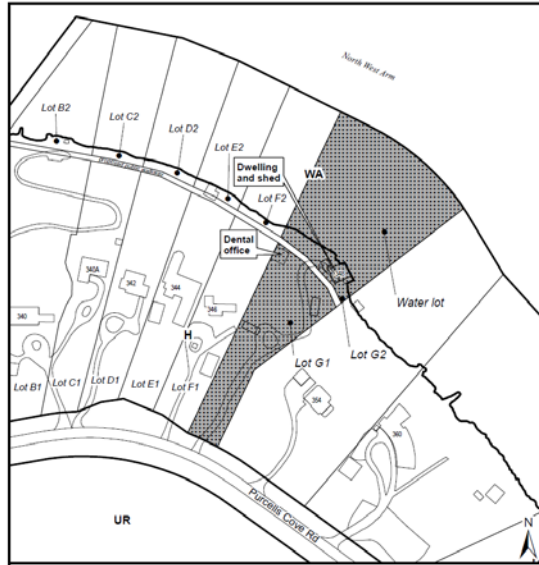 North West Arm
Lot B2
Lot C2
Lot D2
Lot E2
Dwelling
and shed
WA
Lot F2
Dental
office
340A
342
344
346
340
Water lot
H
Lot G2
Lot G1
Lot B1
Lot C1
Lot D1
Lot E1
Lot F1
354
360
Purcells Cove Rd
UR
N